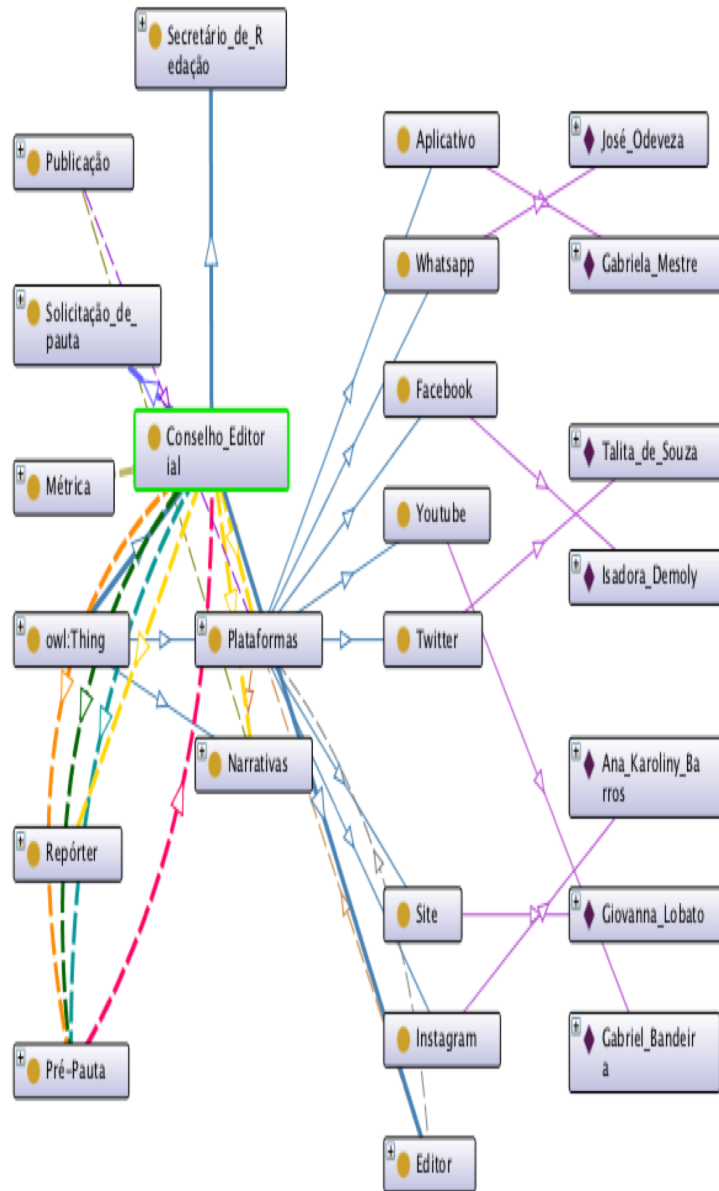 Secretário_de_R
edação
Publicação
Aplicativo
José_Odeveza
Whatsapp
Gabriela_Mestre
Solicitação_de_
pauta
Facebook
Conselho_Editor
ial
Talita_de_Souza
Métrica
Youtube
Isadora_Demoly
owl:Thing
Plataformas
Twitter
Narrativas
Ana_Karoliny_Ba
rros
Repórter
Site
Giovanna_Lobato
Pré-Pauta
Instagram
Gabriel_Bandeir
a
Editor